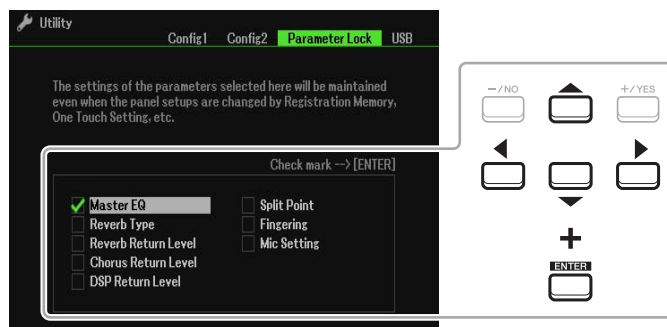 Utility
Config1 Config2 Parameter Lock USB
The settings of the parameters selected here will be maintained
even when the panel setups are changed by Registration Memory,
One Touch Setting, etc.
Check mark --> [ENTER]
Master EQ
Reverb Type
Reverb Return Level
Chorus Return Level
DSP Return Level
Split Point
Fingering
Mic Setting
−/NO
+/YES
+
ENTER